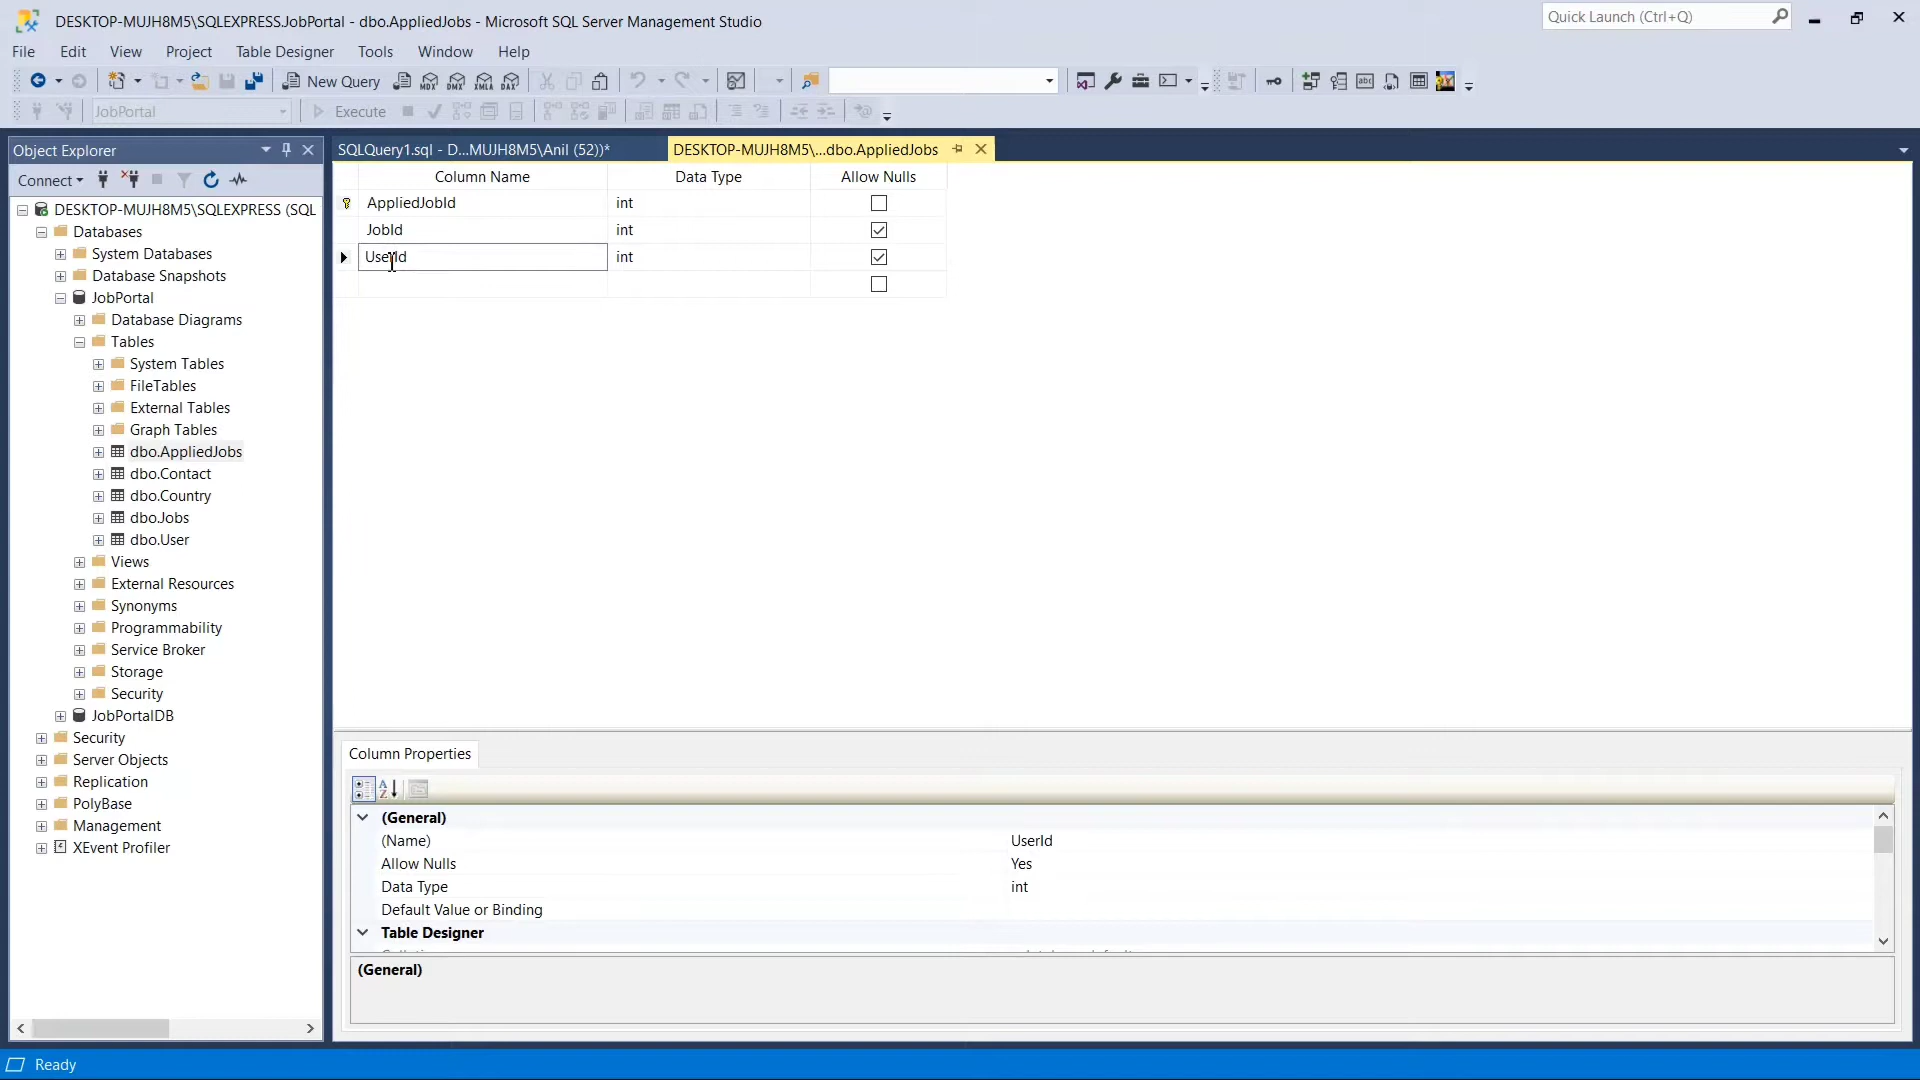 DESKTOP-MUJH8M5\SQLEXPRESS.JobPortal - dbo.AppliedJobs - Microsoft SQL Server Management Studio
Quick Launch (Ctrl+Q)
File Edit View Project Table Designer Tools Window Help
New Query
JobPortal Execute
Object Explorer
SQLQuery1.sql - D...MUJH8M5\Anil (52))*
DESKTOP-MUJH8M5\...dbo.AppliedJobs
Connect
Column Name Data Type Allow Nulls
AppliedJobId int
JobId int
UserId int
DESKTOP-MUJH8M5\SQLEXPRESS (SQL
Databases
System Databases
Database Snapshots
JobPortal
Database Diagrams
Tables
System Tables
FileTables
External Tables
Graph Tables
dbo.AppliedJobs
dbo.Contact
dbo.Country
dbo.Jobs
dbo.User
Views
External Resources
Synonyms
Programmability
Service Broker
Storage
Security
JobPortalDB
Security
Server Objects
Replication
PolyBase
Management
XEvent Profiler
Column Properties
(General)
(Name) UserId
Allow Nulls Yes
Data Type int
Default Value or Binding
Table Designer
(General)
Ready